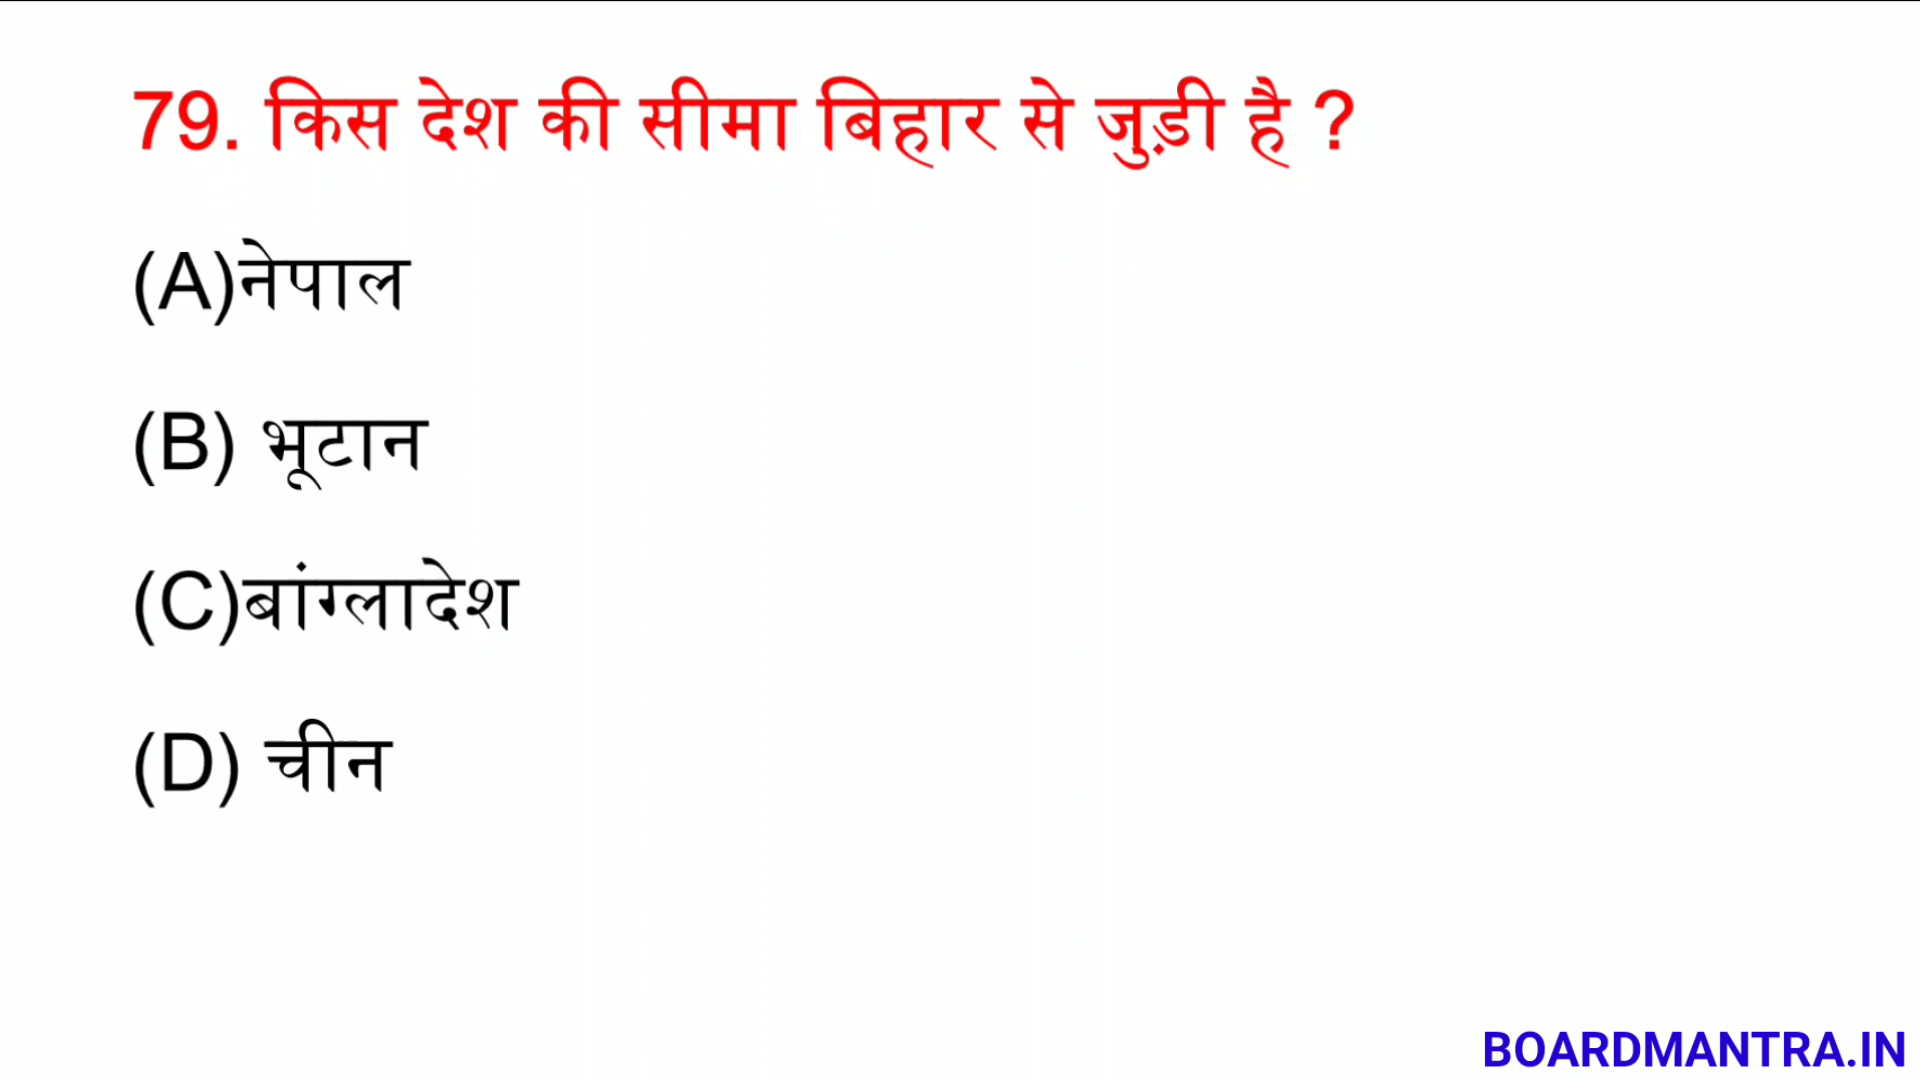 79. किस देश की सीमा बिहार से जुड़ी है ?
(A)नेपाल
(B) भूटान
(C)बांग्लादेश
(D) चीन
BOARDMANTRA.IN